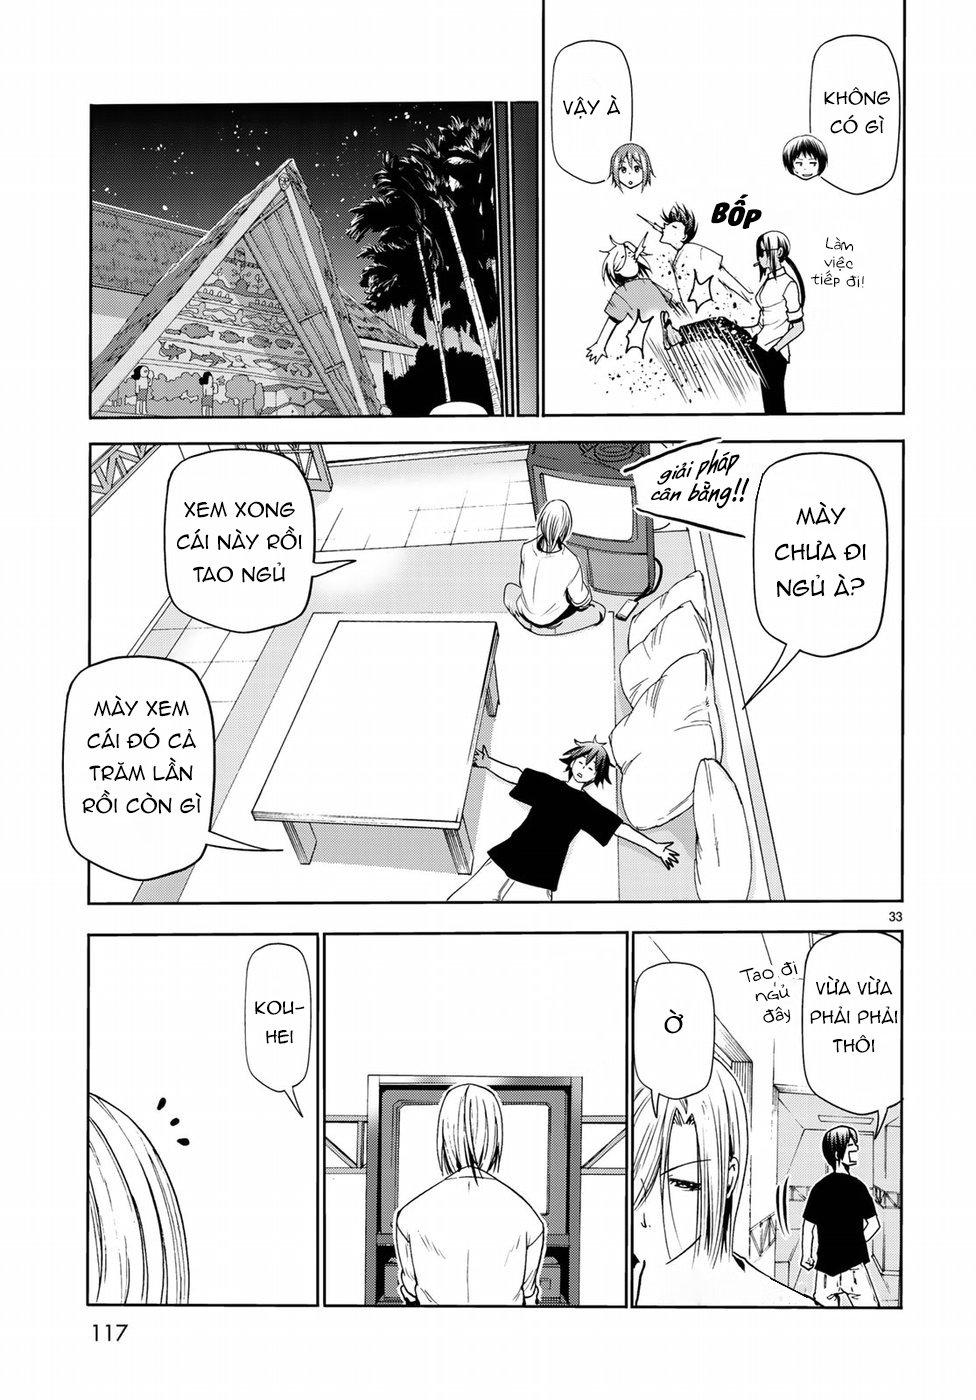 KHÔNG
CÓ GÌ
VẬY À
BỐP
Làm
việc
tiếp đi!
giải pháp
cân bằng!!
MÀY
CHƯA ĐI
NGỦ À?
XEM XONG
CÁI NÀY RỒI
TAO NGỦ
MÀY XEM
CÁI ĐÓ CẢ
TRĂM LẦN
RỒI CÒN GÌ
33
VỪA VỪA
PHẢI PHẢI
THÔI
Tao đi
ngủ
đây
Ờ
KOU-
HEI
117